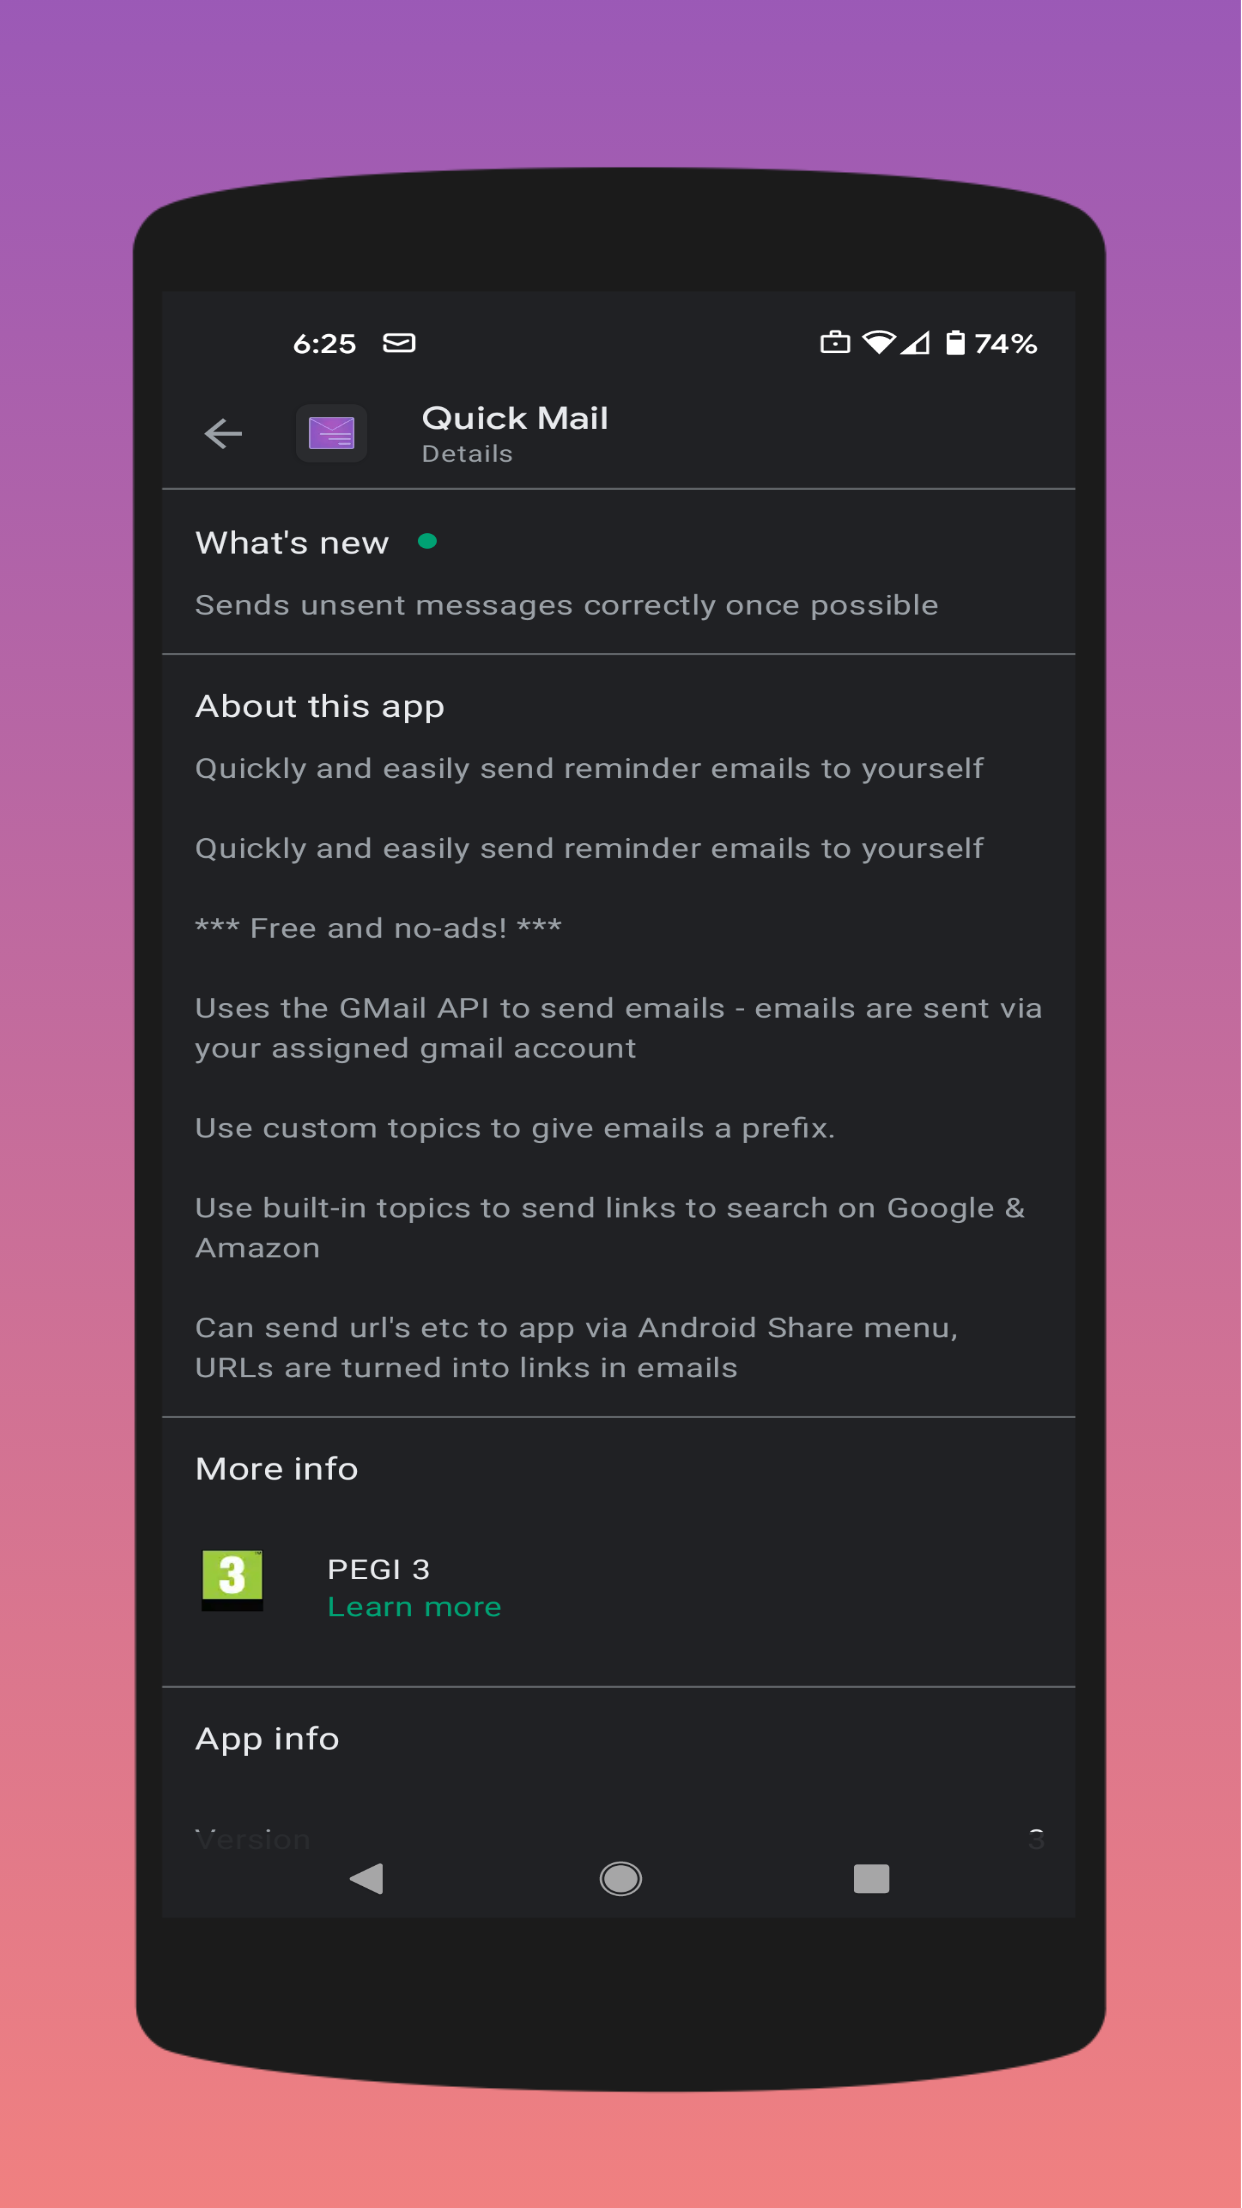 6:25
74%
Quick Mail
Details
What's new
Sends unsent messages correctly once possible
About this app
Quickly and easily send reminder emails to yourself
Quickly and easily send reminder emails to yourself
*** Free and no-ads! ***
Uses the GMail API to send emails - emails are sent via
your assigned gmail account
Use custom topics to give emails a prefix.
Use built-in topics to send links to search on Google &
Amazon
Can send url's etc to app via Android Share menu,
URLs are turned into links in emails
More info
3
PEGI 3
Learn more
App info
Version
3